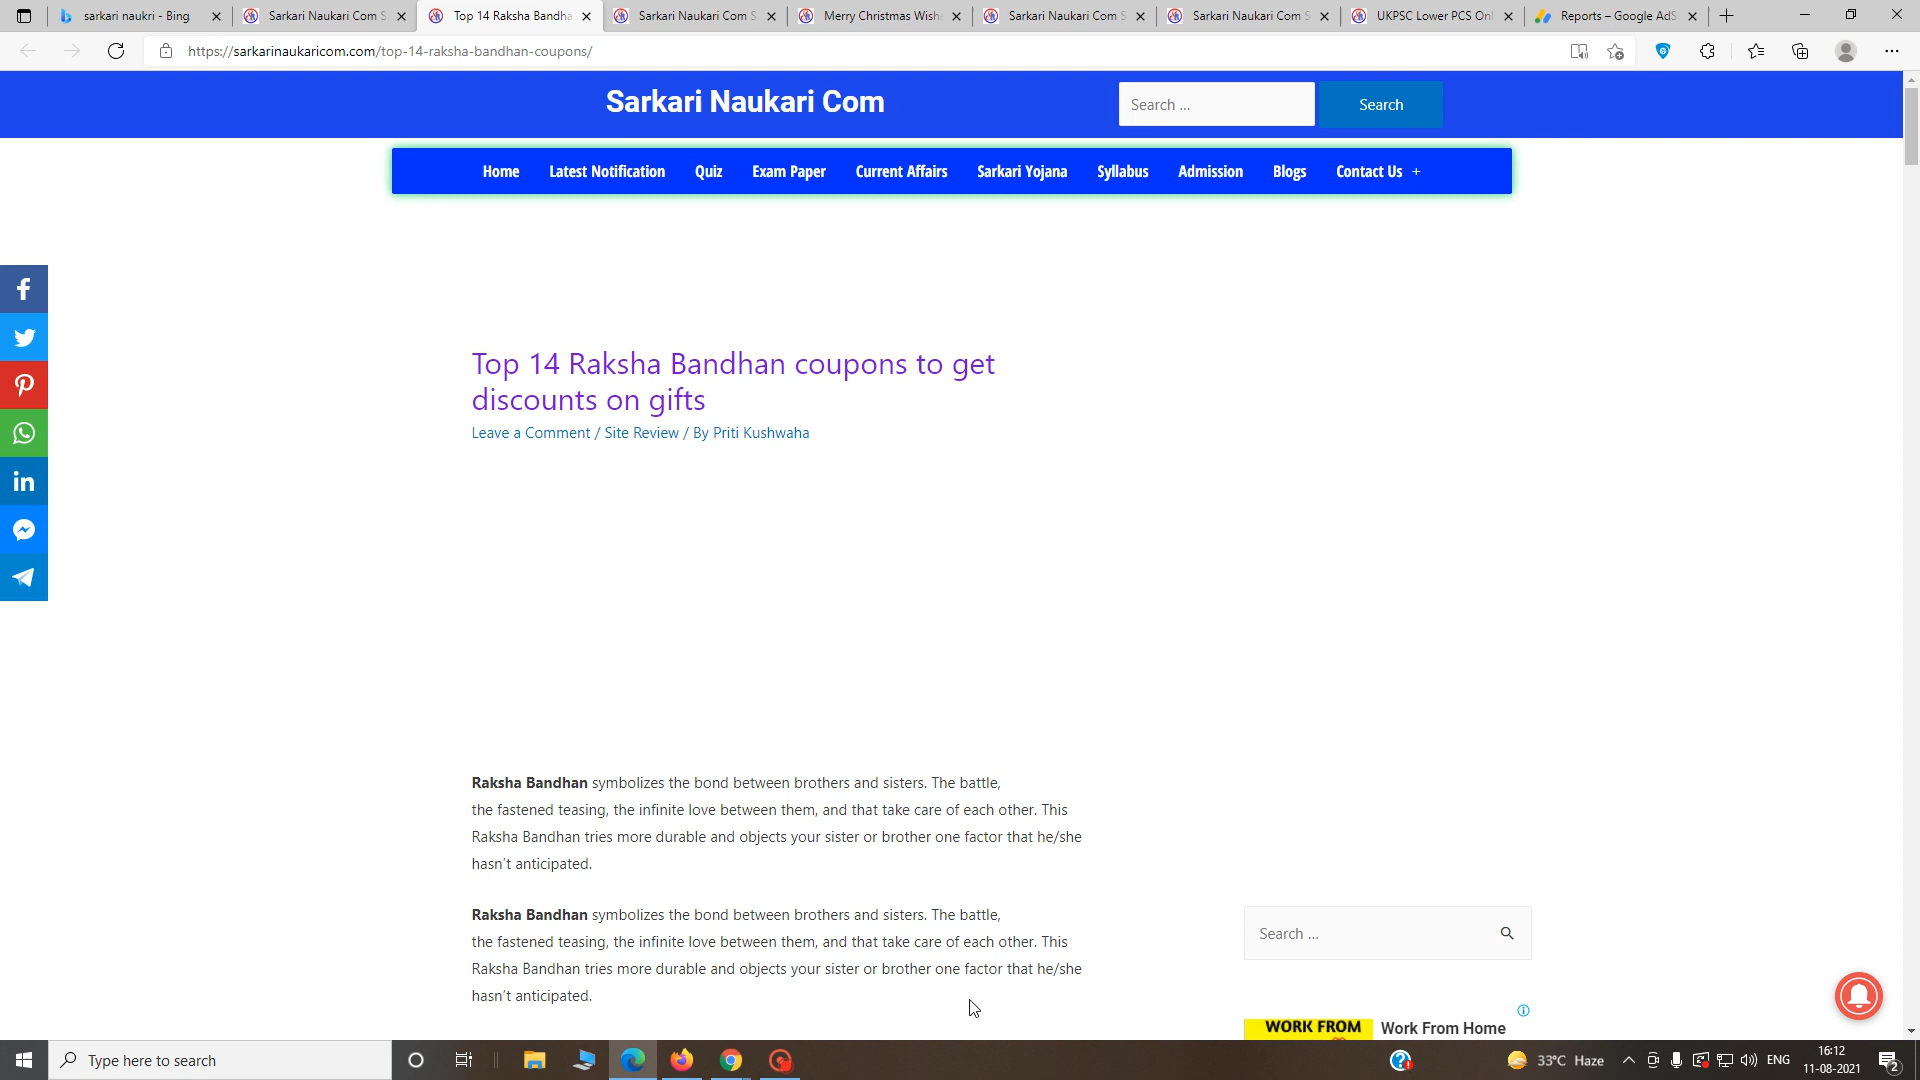 sarkari naukri - Bing
Sarkari Naukari Com S
Top 14 Raksha Bandha
Sarkari Naukari Com S
Merry Christmas Wish
Sarkari Naukari Com S
Sarkari Naukari Com S
UKPSC Lower PCS Onl
Reports – Google AdS
https://sarkarinaukaricom.com/top-14-raksha-bandhan-coupons/
Sarkari Naukari Com
Search ...
Search
Home Latest Notification Quiz Exam Paper Current Affairs Sarkari Yojana Syllabus Admission Blogs Contact Us +
Top 14 Raksha Bandhan coupons to get
discounts on gifts
Leave a Comment / Site Review / By Priti Kushwaha
Raksha Bandhan symbolizes the bond between brothers and sisters. The battle,
the fastened teasing, the infinite love between them, and that take care of each other. This
Raksha Bandhan tries more durable and objects your sister or brother one factor that he/she
hasn’t anticipated.
Raksha Bandhan symbolizes the bond between brothers and sisters. The battle,
the fastened teasing, the infinite love between them, and that take care of each other. This
Raksha Bandhan tries more durable and objects your sister or brother one factor that he/she
hasn’t anticipated.
Search ...
WORK FROM
Work From Home
Type here to search
33°C Haze
ENG
16:12
11-08-2021
2